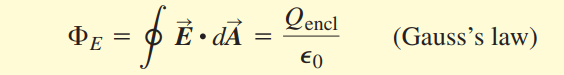 Φ_E = ∮ E⃗ · dA⃗ = Q_encl / ϵ₀ (Gauss's law)